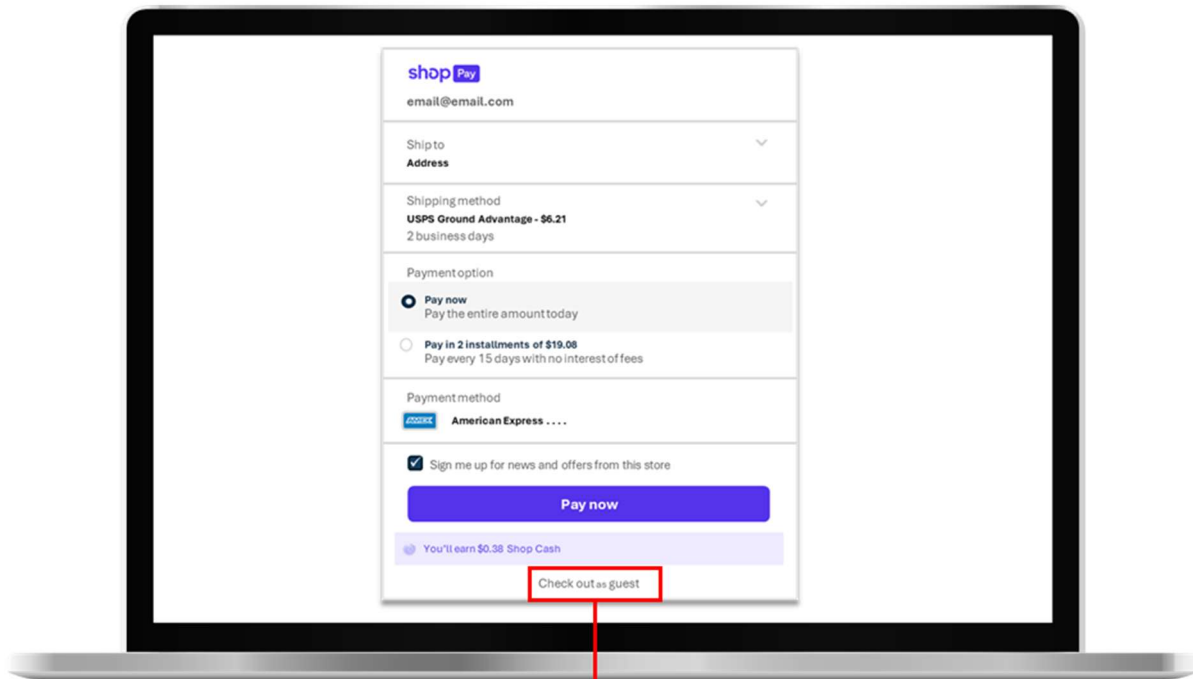 shop Pay
email@email.com
Ship to
Address
Shipping method
USPS Ground Advantage - $6.21
2 business days
Payment option
Pay now
Pay the entire amount today
Pay in 2 installments of $19.08
Pay every 15 days with no interest of fees
Payment method
AMEX American Express . . . .
Sign me up for news and offers from this store
Pay now
You'll earn $0.38 Shop Cash
Check out as guest